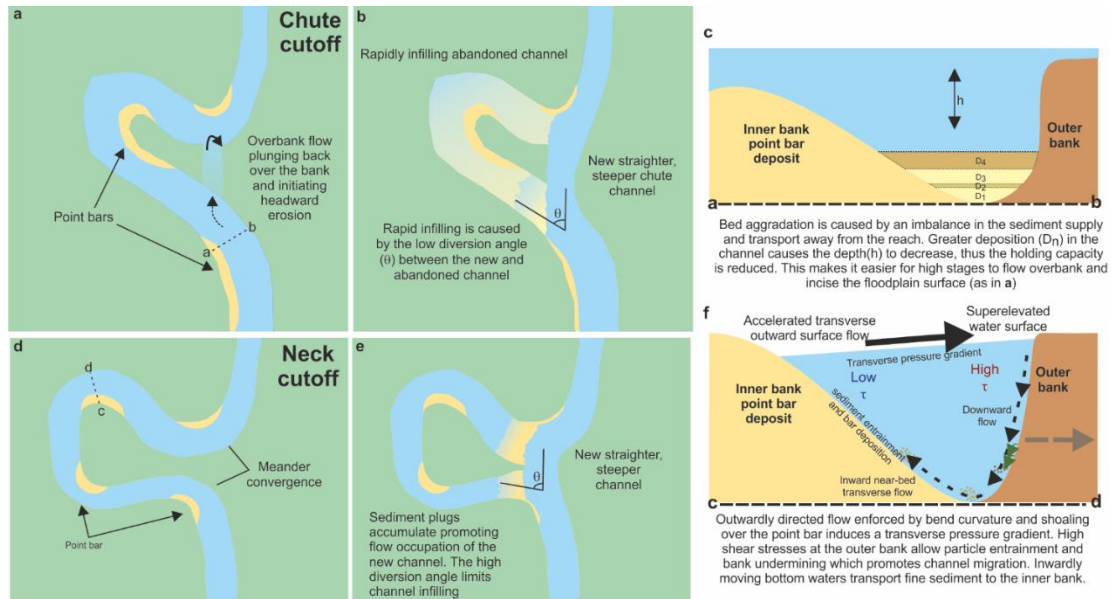 a
Chute
cutoff
Point bars
Overbank flow
plunging back
over the bank
and initiating
headward
erosion
a
b
b
Rapidly infilling abandoned channel
New straighter,
steeper chute
channel
θ
Rapid infilling is
caused by the low diversion angle
(θ) between the new and
abandoned channel
c
h
Inner bank
point bar
deposit
Outer
bank
D4
D3
D2
D1
a
b
Bed aggradation is caused by an imbalance in the sediment supply
and transport away from the reach. Greater deposition (Dn) in the
channel causes the depth(h) to decrease, thus the holding capacity
is reduced. This makes it easier for high stages to flow overbank and
incise the floodplain surface (as in a)
d
Neck
cutoff
d
c
Meander
convergence
Point bar
e
New straighter,
steeper
channel
θ
Sediment plugs
accumulate promoting
flow occupation of the
new channel. The high
diversion angle limits
channel infilling
f
Accelerated transverse
outward surface flow
Superelevated
water surface
Transverse pressure gradient
Low
τ
High
τ
Inner bank
point bar
deposit
Outer
bank
Downward
flow
sediment entrainment
and bar deposition
Inward near-bed
transverse flow
c
d
Outwardly directed flow enforced by bend curvature and shoaling
over the point bar induces a transverse pressure gradient. High
shear stresses at the outer bank allow particle entrainment and
bank undermining which promotes channel migration. Inwardly
moving bottom waters transport fine sediment to the inner bank.